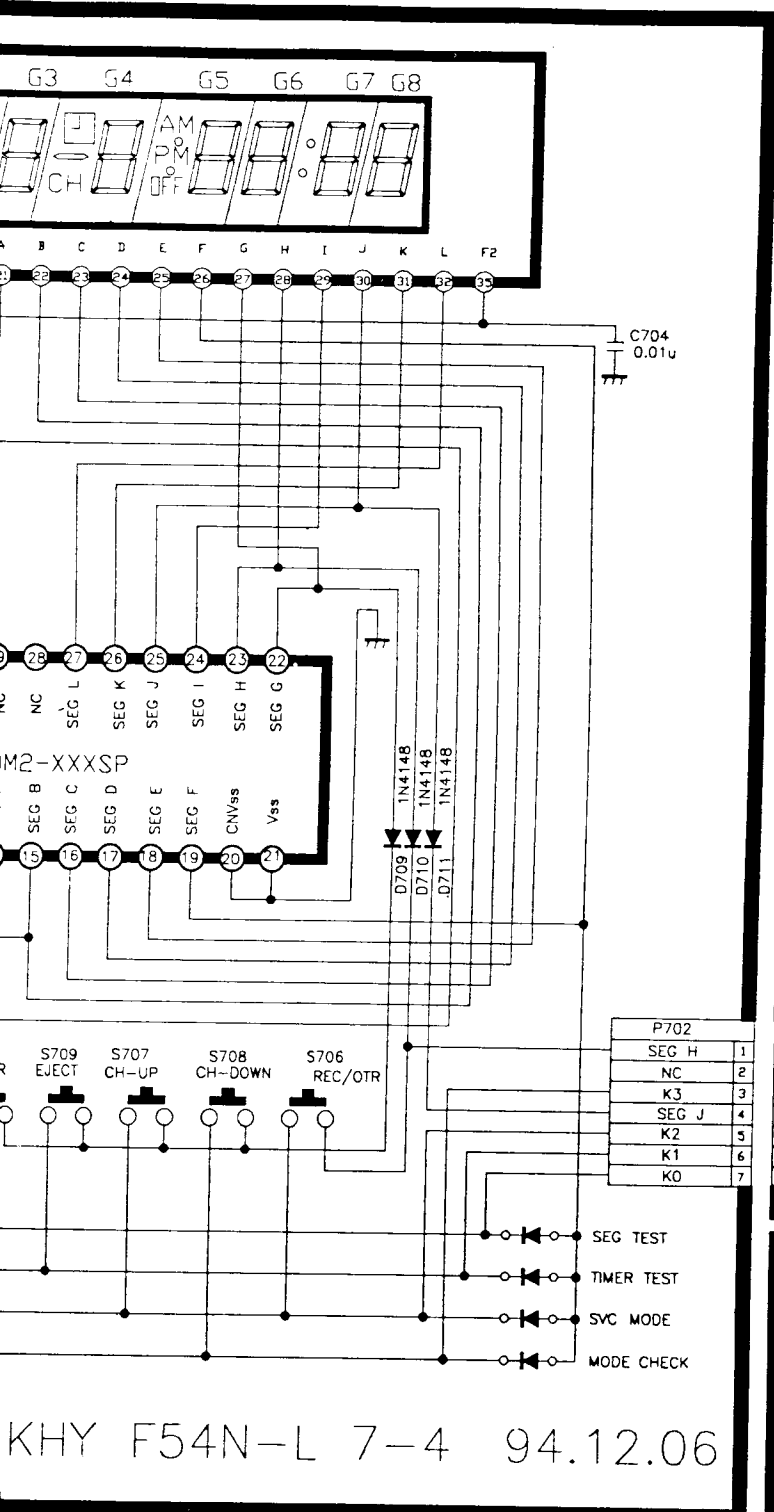 G3 G4 G5 G6 G7 G8
AM
PM
CH OFF
A B C D E F G H I J K L F2
21 22 23 24 25 26 27 28 29 30 31 32 35
C704
0.01u
28 27 26 25 24 23 22
NC NC SEG L SEG K SEG J SEG I SEG H SEG G
M2-XXXSP
SEG B SEG C SEG D SEG E SEG F CNVss Vss
15 16 17 18 19 20 21
1N4148 1N4148 1N4148
D709 D710 D711
P702
SEG H 1
NC 2
K3 3
SEG J 4
K2 5
K1 6
K0 7
R S709 S707 S708 S706
EJECT CH-UP CH-DOWN REC/OTR
SEG TEST
TIMER TEST
SVC MODE
MODE CHECK
KHY F54N-L 7-4 94.12.06